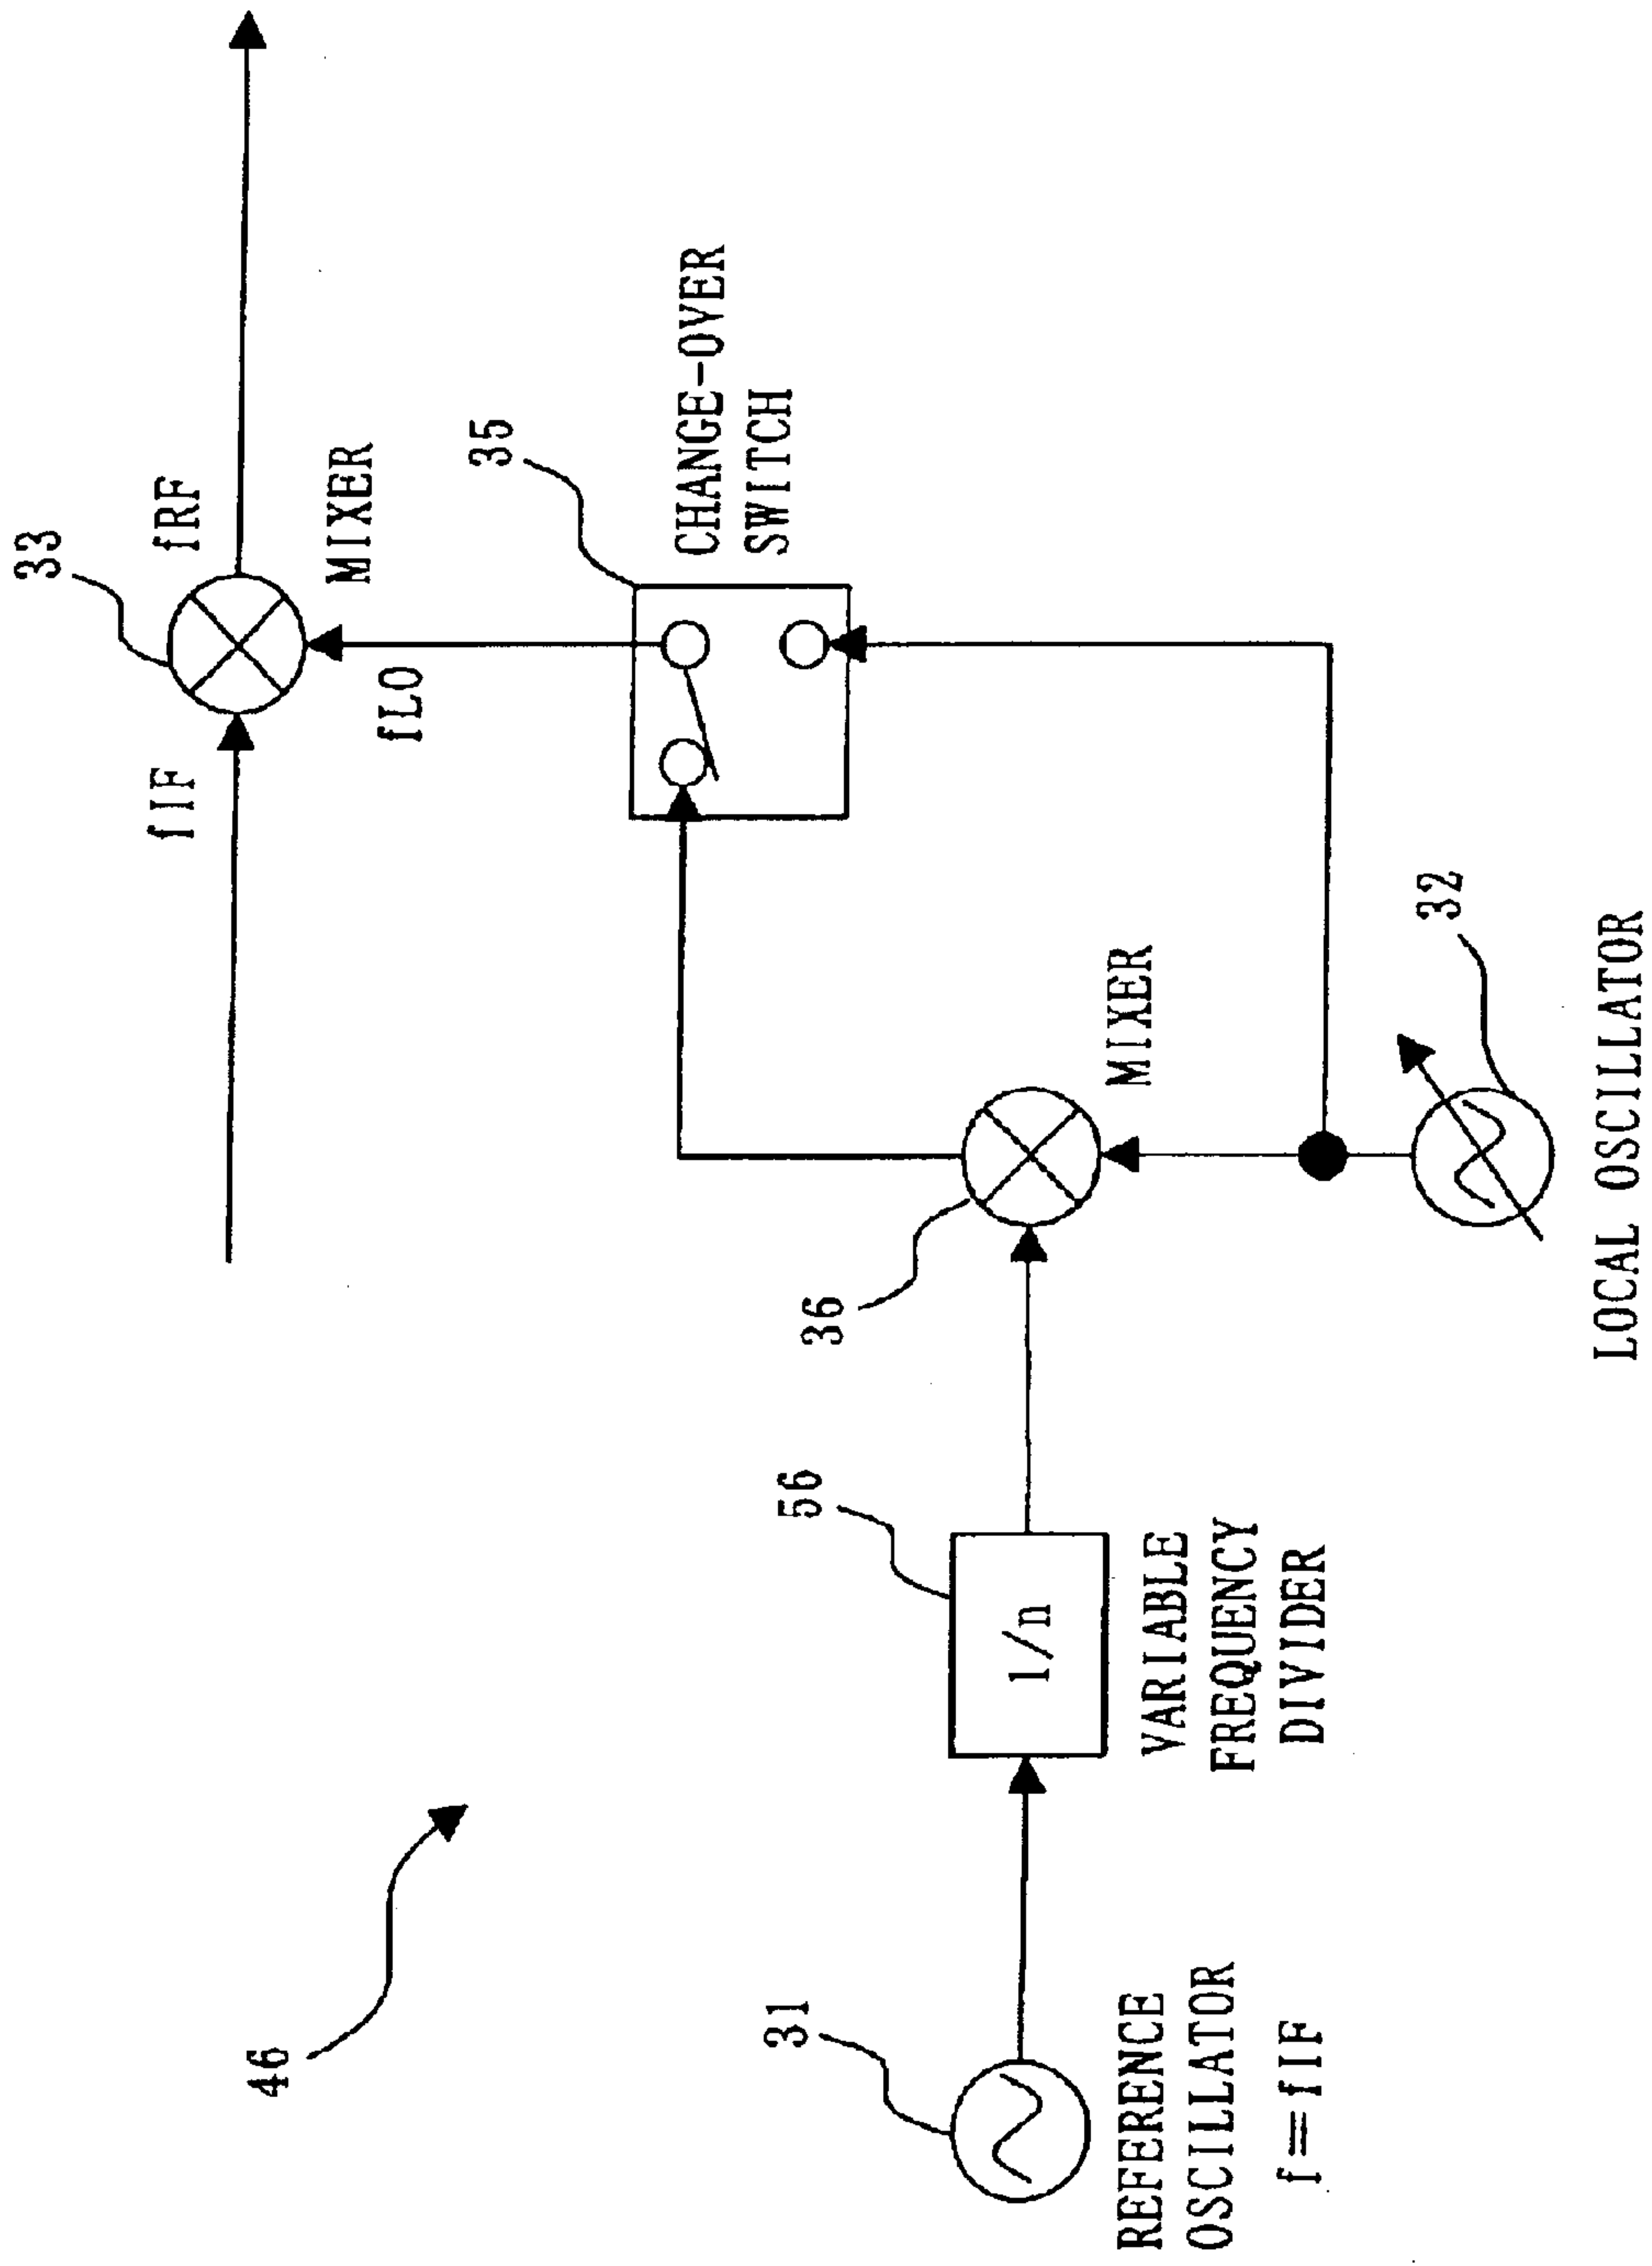 33
fIF
fRF
MIXER
fLO
35
CHANGE-OVER
SWITCH
46
36
MIXER
56
1/n
VARIABLE
FREQUENCY
DIVIDER
31
REFERENCE
OSCILLATOR
f=fIF
32
LOCAL OSCILLATOR